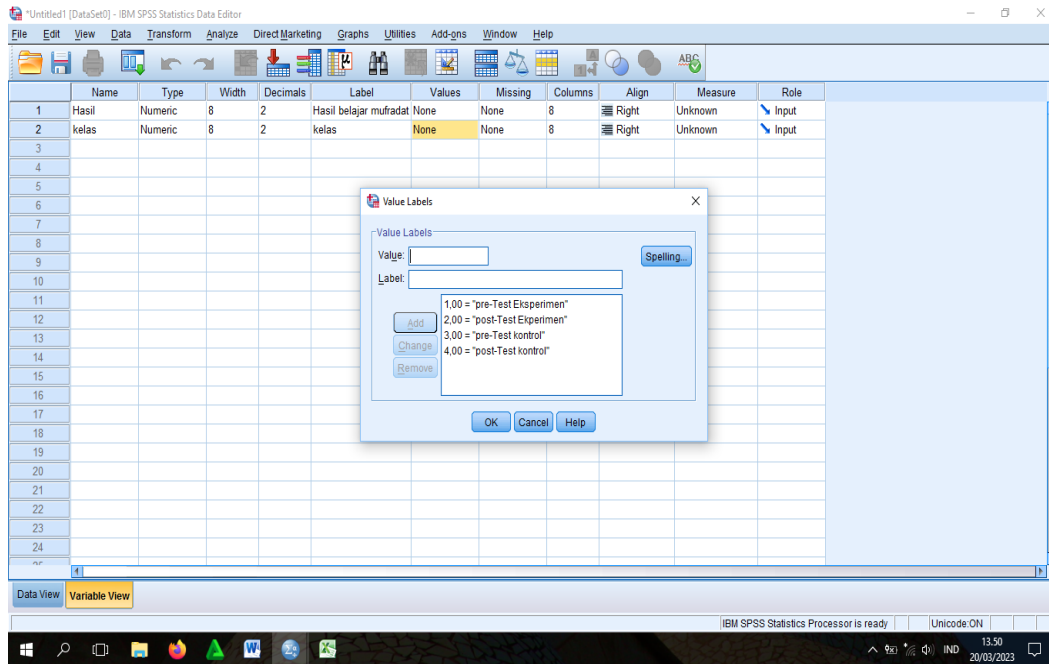 *Untitled1 [DataSet0] - IBM SPSS Statistics Data Editor
File Edit View Data Transform Analyze Direct Marketing Graphs Utilities Add-ons Window Help
Name Type Width Decimals Label Values Missing Columns Align Measure Role
1 Hasil Numeric 8 2 Hasil belajar mufradat None None 8 Right Unknown Input
2 kelas Numeric 8 2 kelas None None 8 Right Unknown Input
3
4
5
6
7
8
9
10
11
12
13
14
15
16
17
18
19
20
21
22
23
24
Value Labels
Value Labels
Value:
Spelling...
Label:
1,00 = "pre-Test Eksperimen"
Add
2,00 = "post-Test Ekperimen"
3,00 = "pre-Test kontrol"
Change
4,00 = "post-Test kontrol"
Remove
OK Cancel Help
Data View Variable View
IBM SPSS Statistics Processor is ready Unicode:ON
IND
13.50
20/03/2023